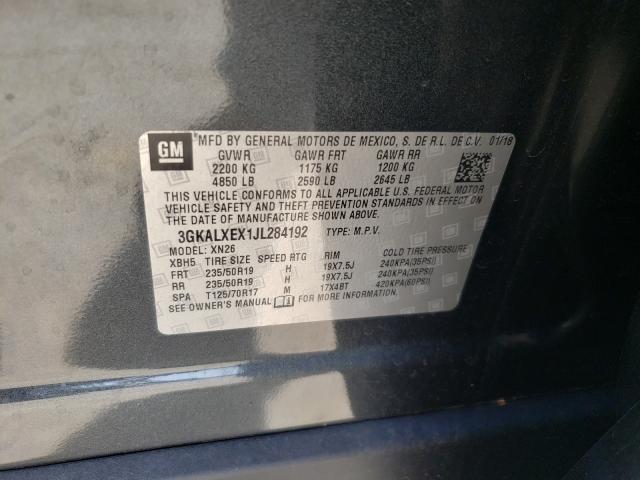 GM
MFD BY GENERAL MOTORS DE MEXICO, S. DE R.L. DE C.V. 01/18
GVWR GAWR FRT GAWR RR
2200 KG 1175 KG 1200 KG
4850 LB 2590 LB 2645 LB
THIS VEHICLE CONFORMS TO ALL APPLICABLE U.S. FEDERAL MOTOR
VEHICLE SAFETY AND THEFT PREVENTION STANDARDS IN EFFECT ON
THE DATE OF MANUFACTURE SHOWN ABOVE.
3GKALXEX1JL284192 TYPE: M.P.V.
MODEL: XN26
XBH5 TIRE SIZE SPEED RTG RIM COLD TIRE PRESSURE
FRT 235/50R19 H 19X7.5J 240KPA(35PSI)
RR 235/50R19 H 19X7.5J 240KPA(35PSI)
SPA T125/70R17 M 17X4BT 420KPA(60PSI)
SEE OWNER'S MANUAL FOR MORE INFORMATION.